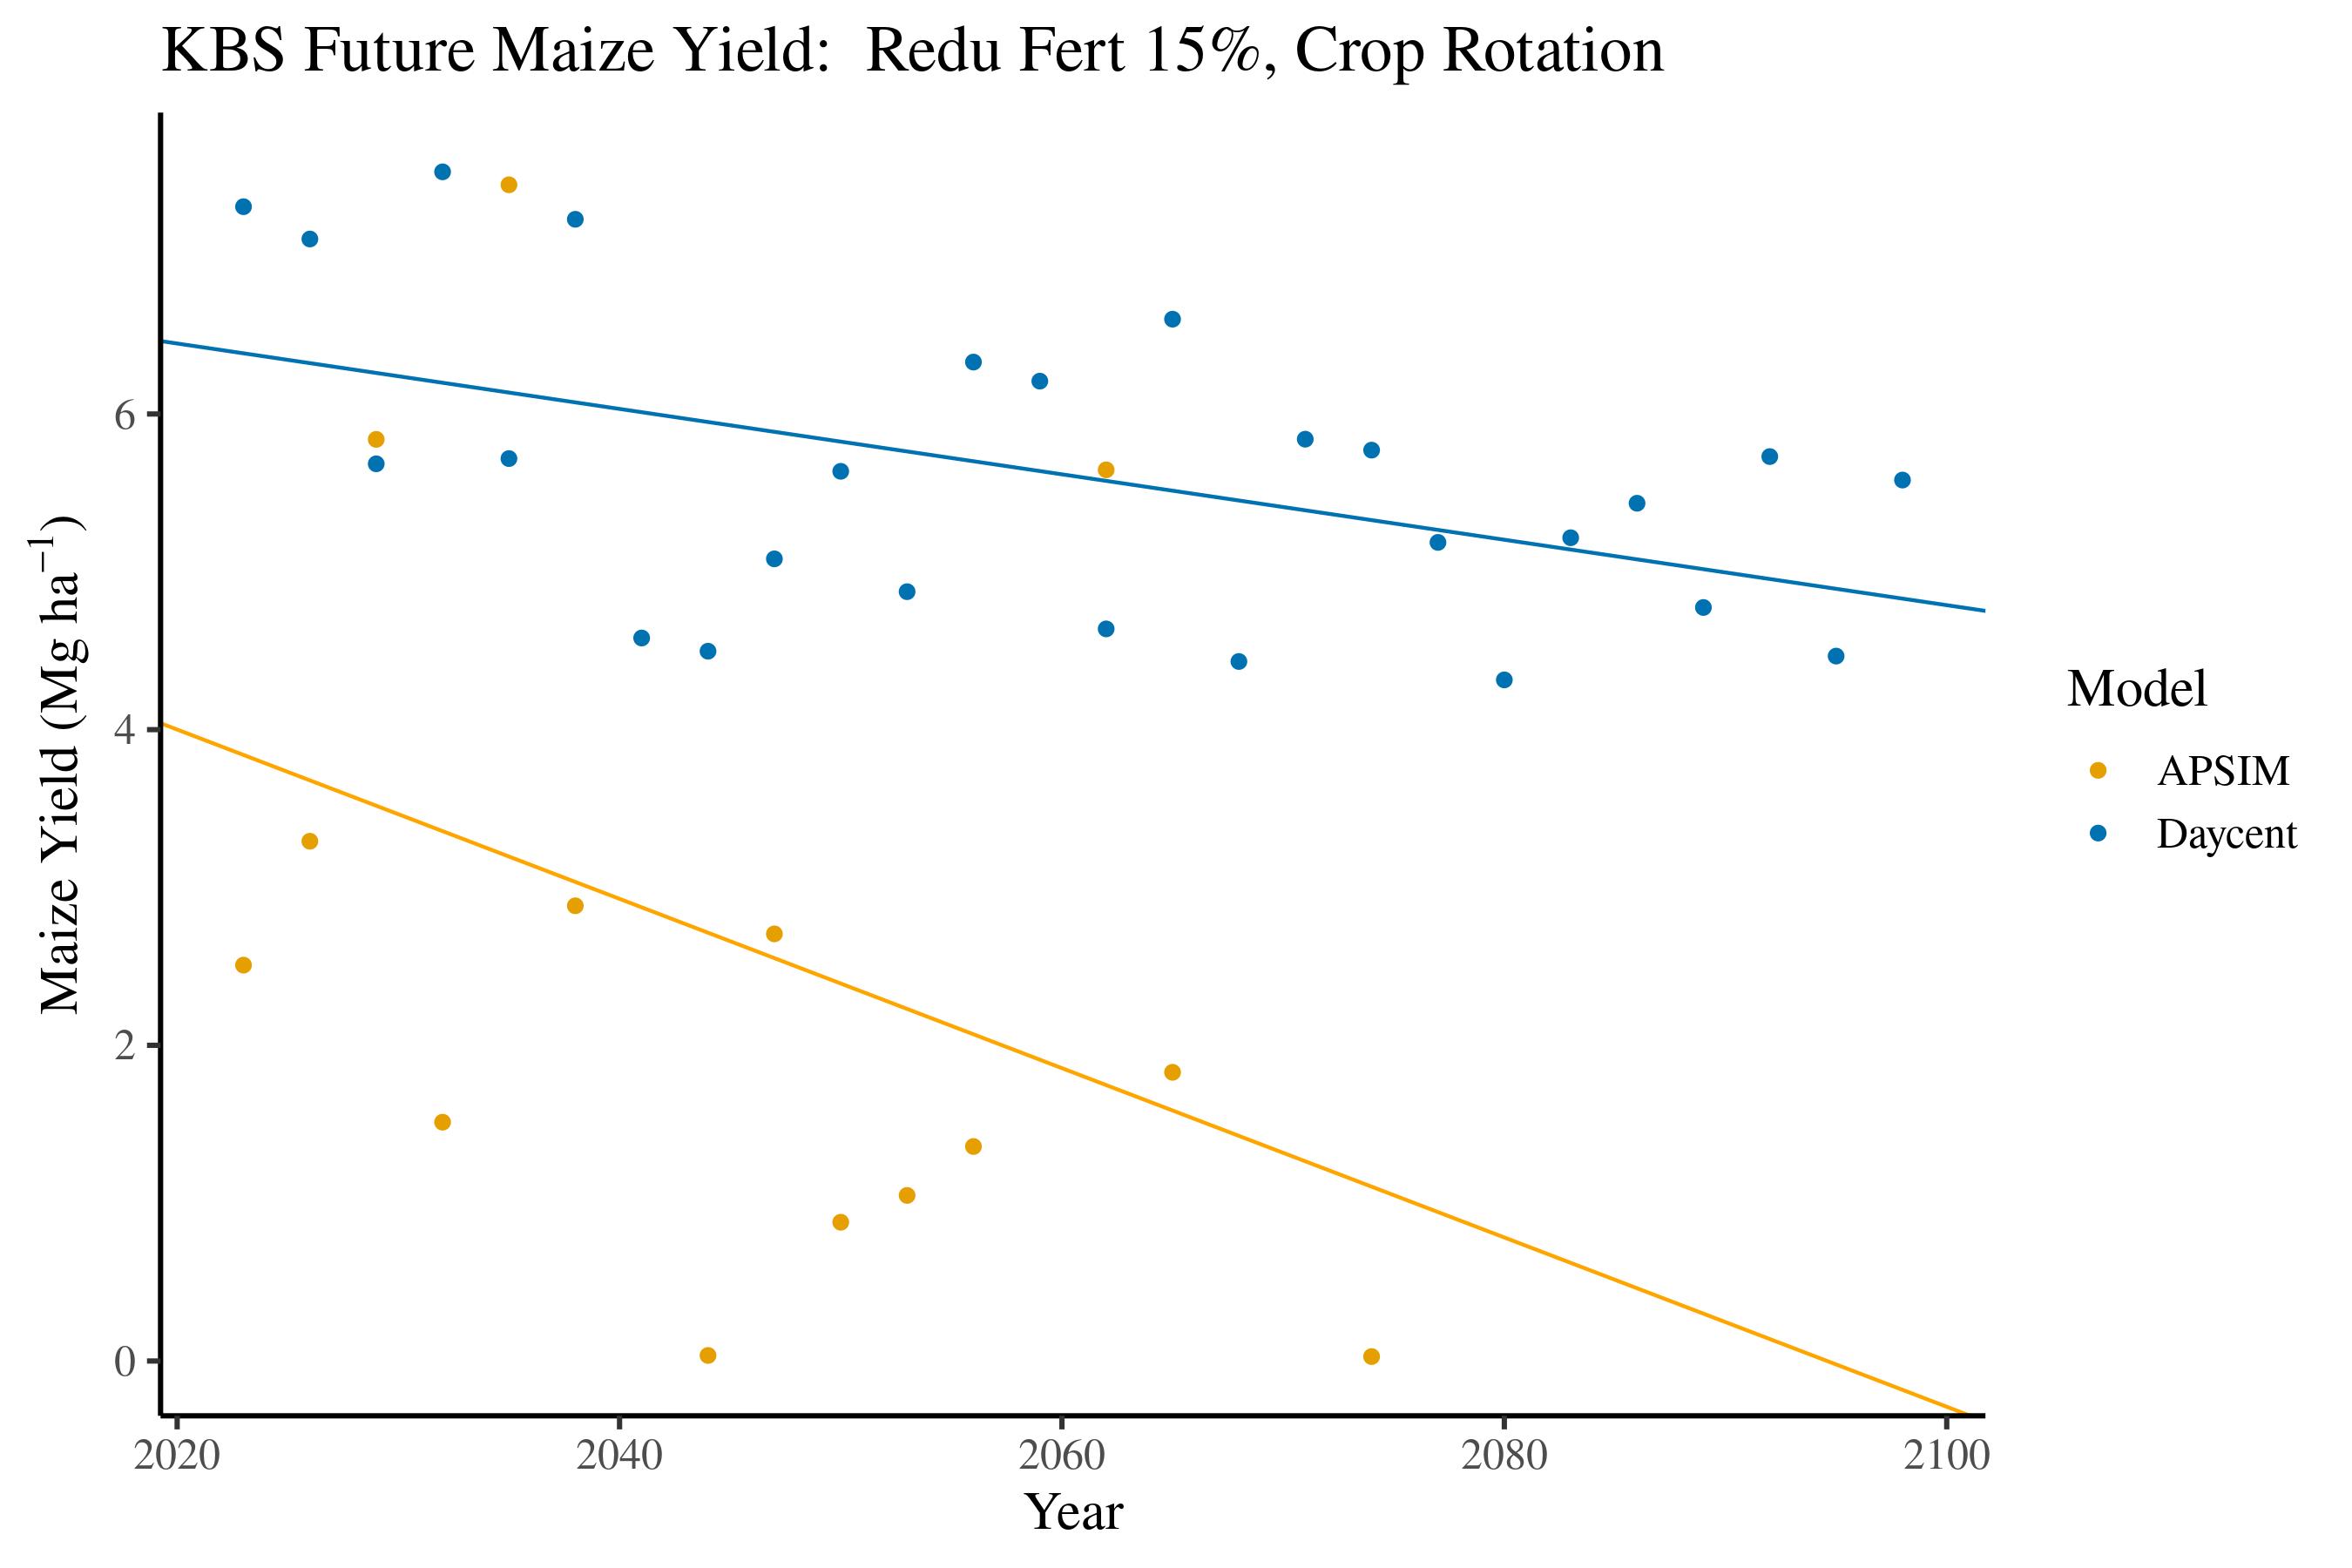 KBS Future Maize Yield:  Redu Fert 15%, Crop Rotation
Maize Yield (Mg ha⁻¹)
6
4
2
0
2020 2040 2060 2080 2100
Year
Model
APSIM
Daycent